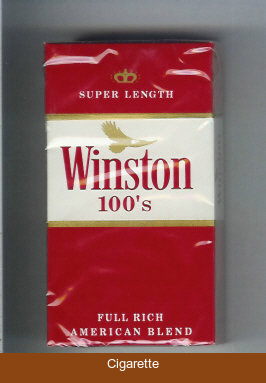 SUPER LENGTH
Winston
100's
FULL RICH
AMERICAN BLEND
Cigarette